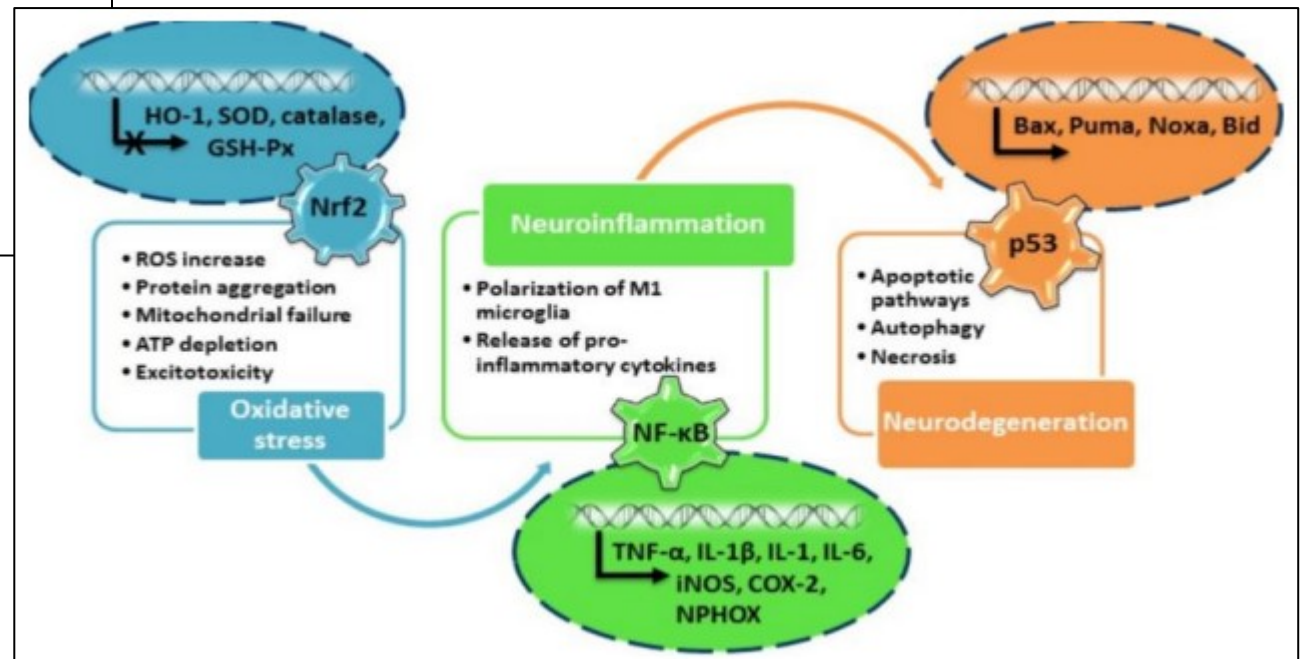 HO-1, SOD, catalase,
GSH-Px
Nrf2
• ROS increase
• Protein aggregation
• Mitochondrial failure
• ATP depletion
• Excitotoxicity
Oxidative
stress
Neuroinflammation
• Polarization of M1
microglia
• Release of pro-
inflammatory cytokines
NF-κB
TNF-α, IL-1β, IL-1, IL-6,
iNOS, COX-2,
NPHOX
Bax, Puma, Noxa, Bid
p53
• Apoptotic
pathways
• Autophagy
• Necrosis
Neurodegeneration